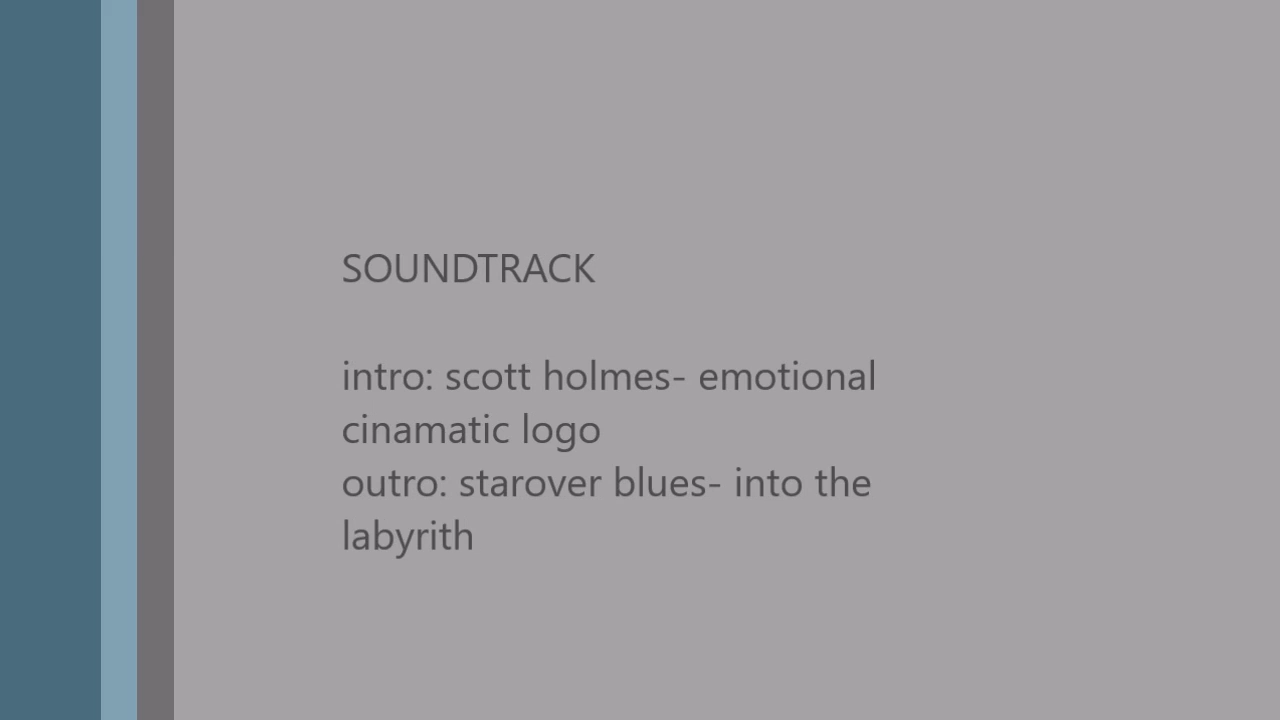 SOUNDTRACK
intro: scott holmes- emotional
cinamatic logo
outro: starover blues- into the
labyrith